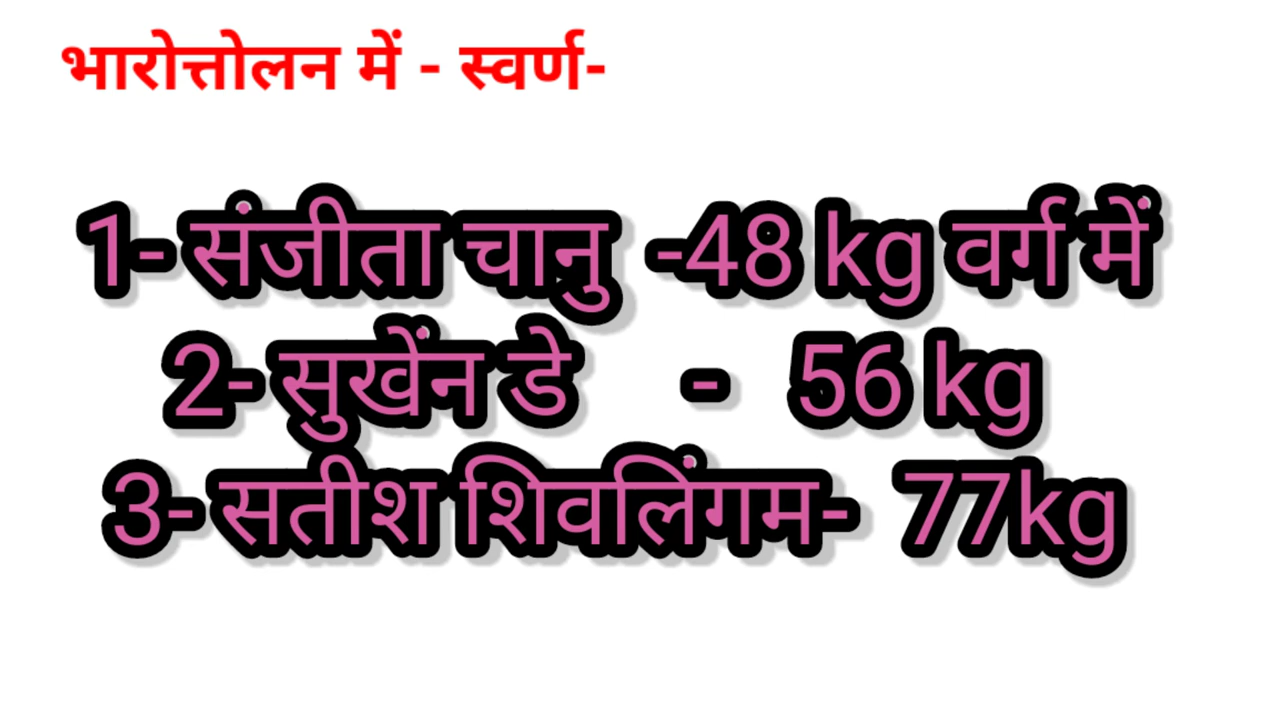 भारोत्तोलन में - स्वर्ण-
1- संजीता चानु -48 kg वर्ग में
2- सुखेंन डे - 56 kg
3- सतीश शिवलिंगम- 77kg